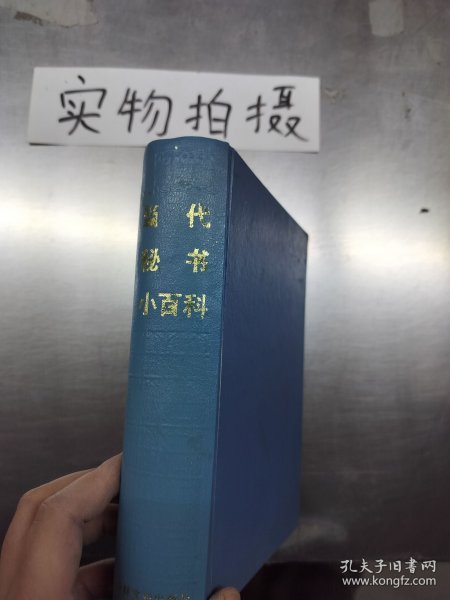 实物拍摄
当代
秘书
小百科
孔夫子旧书网
www.kongfz.com